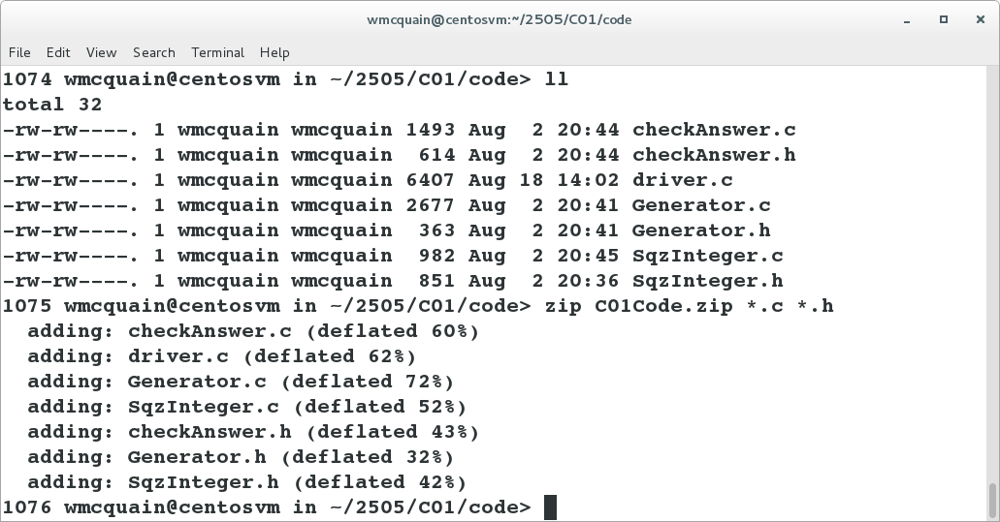 wmcquain@centosvm:~/2505/C01/code
File Edit View Search Terminal Help
1074 wmcquain@centosvm in ~/2505/C01/code> ll
total 32
-rw-rw----. 1 wmcquain wmcquain 1493 Aug  2 20:44 checkAnswer.c
-rw-rw----. 1 wmcquain wmcquain  614 Aug  2 20:44 checkAnswer.h
-rw-rw----. 1 wmcquain wmcquain 6407 Aug 18 14:02 driver.c
-rw-rw----. 1 wmcquain wmcquain 2677 Aug  2 20:41 Generator.c
-rw-rw----. 1 wmcquain wmcquain  363 Aug  2 20:41 Generator.h
-rw-rw----. 1 wmcquain wmcquain  982 Aug  2 20:45 SqzInteger.c
-rw-rw----. 1 wmcquain wmcquain  851 Aug  2 20:36 SqzInteger.h
1075 wmcquain@centosvm in ~/2505/C01/code> zip C01Code.zip *.c *.h
  adding: checkAnswer.c (deflated 60%)
  adding: driver.c (deflated 62%)
  adding: Generator.c (deflated 72%)
  adding: SqzInteger.c (deflated 52%)
  adding: checkAnswer.h (deflated 43%)
  adding: Generator.h (deflated 32%)
  adding: SqzInteger.h (deflated 42%)
1076 wmcquain@centosvm in ~/2505/C01/code>